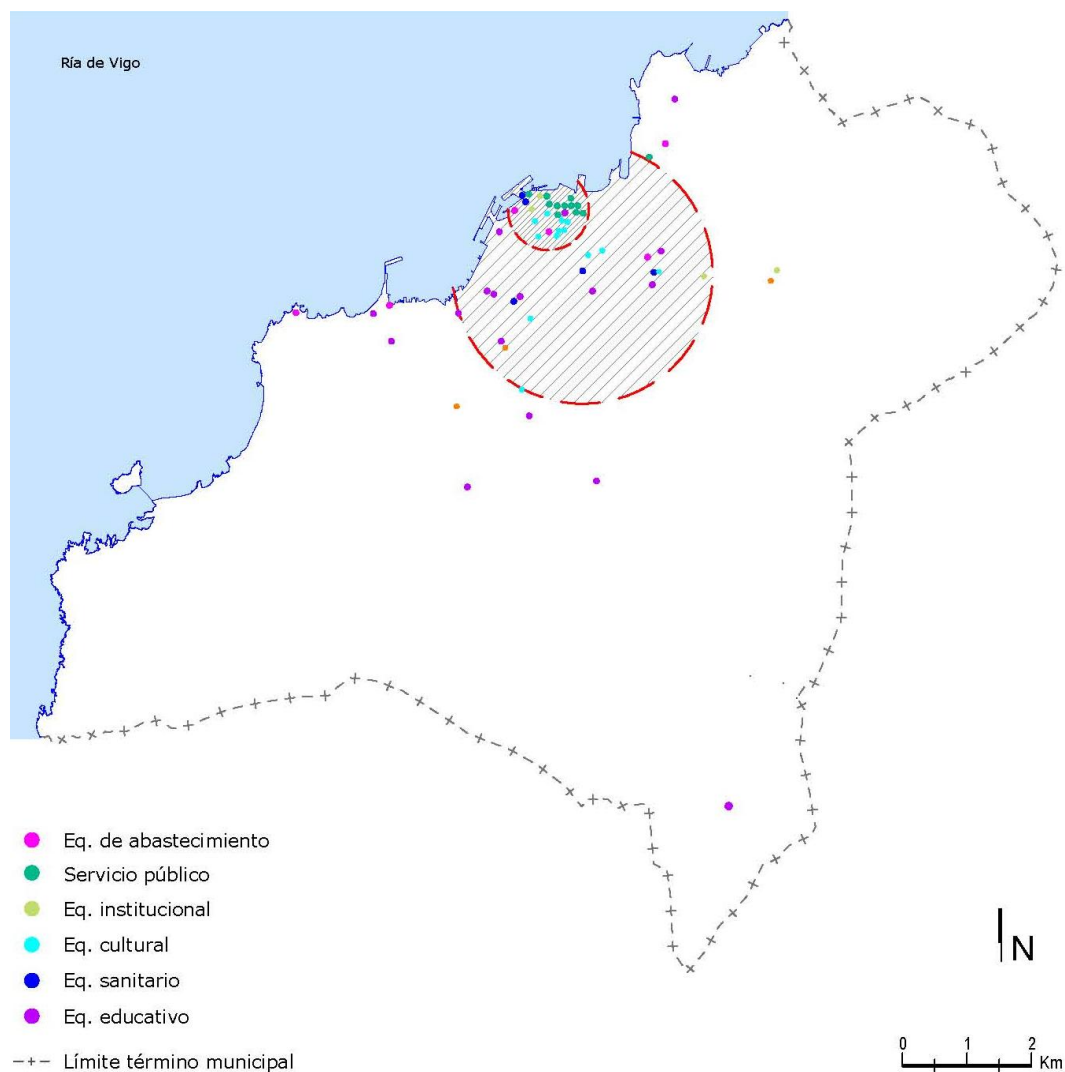 Ría de Vigo
Eq. de abastecimiento
Servicio público
Eq. institucional
Eq. cultural
Eq. sanitario
Eq. educativo
Límite término municipal
N
0 1 2
Km